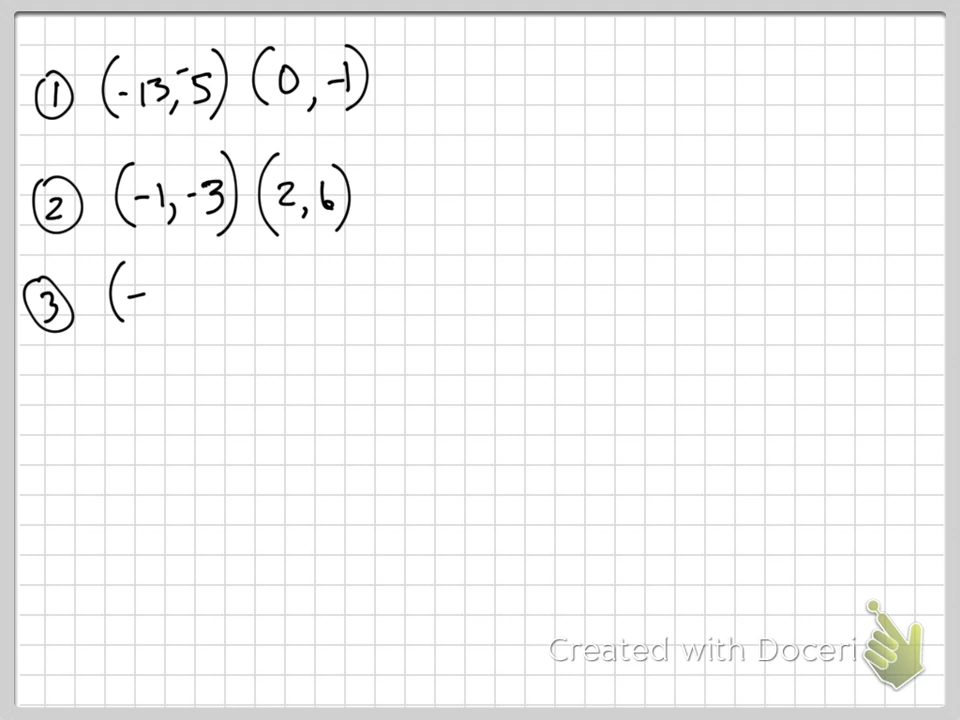 ① (-13,-5) (0,-1)
② (-1,-3) (2,6)
③ (-
Created with Doceri